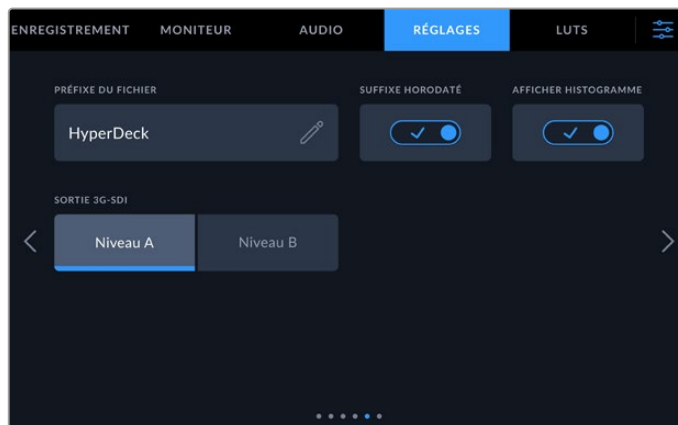 ENREGISTREMENT MONITEUR AUDIO RÉGLAGES LUTS
PRÉFIXE DU FICHIER SUFFIXE HORODATÉ AFFICHER HISTOGRAMME
HyperDeck
SORTIE 3G-SDI
Niveau A Niveau B